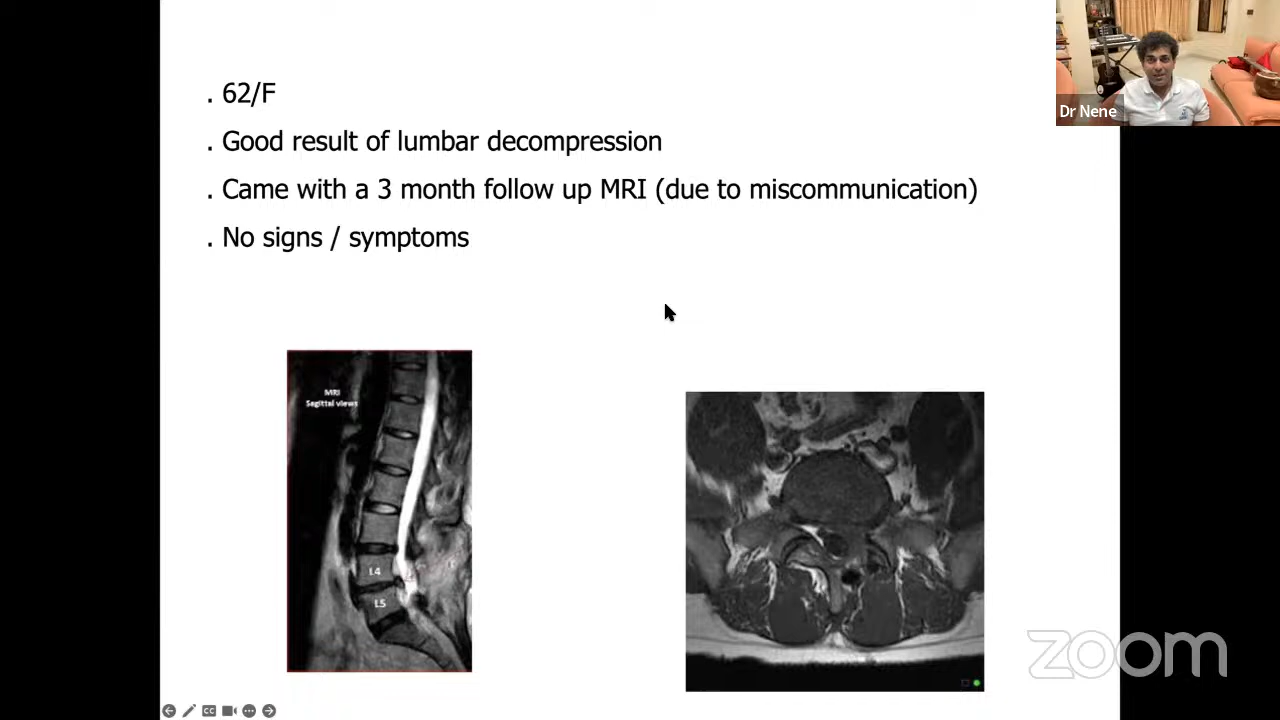 . 62/F
. Good result of lumbar decompression
. Came with a 3 month follow up MRI (due to miscommunication)
. No signs / symptoms
Dr Nene
MRI
Sagittal views
L4
L5
zoom
CC